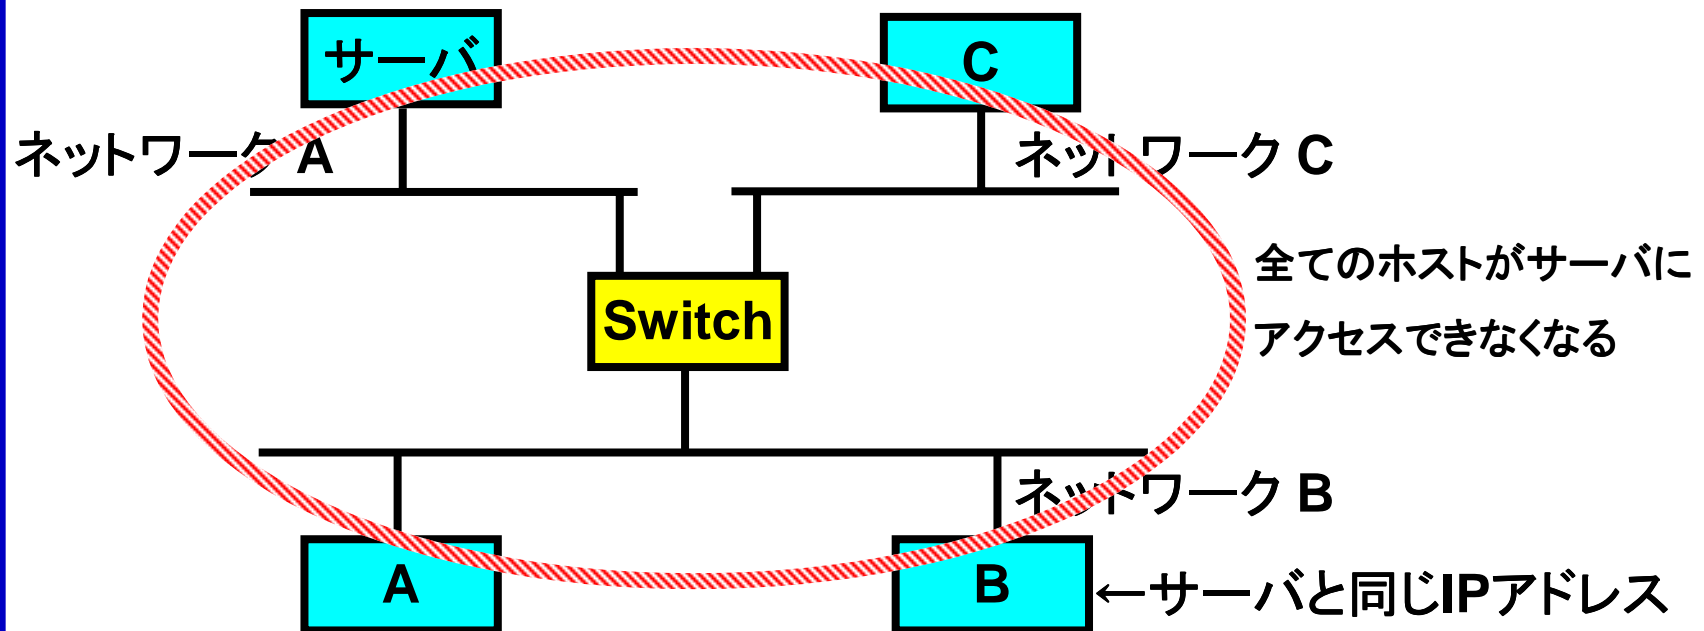 サーバ
C
ネットワーク A
ネットワーク C
全てのホストがサーバに
アクセスできなくなる
Switch
ネットワーク B
A
B
←サーバと同じIPアドレス